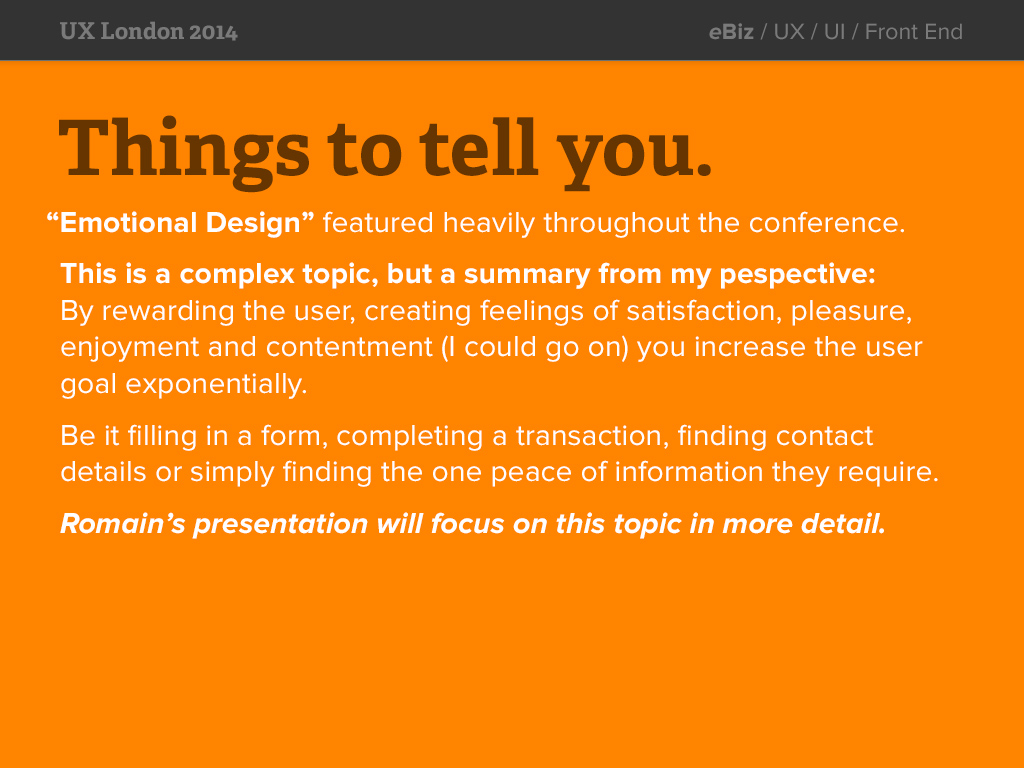 UX London 2014
eBiz / UX / UI / Front End
Things to tell you.
“Emotional Design” featured heavily throughout the conference.
This is a complex topic, but a summary from my pespective:
By rewarding the user, creating feelings of satisfaction, pleasure,
enjoyment and contentment (I could go on) you increase the user
goal exponentially.
Be it filling in a form, completing a transaction, finding contact
details or simply finding the one peace of information they require.
Romain’s presentation will focus on this topic in more detail.